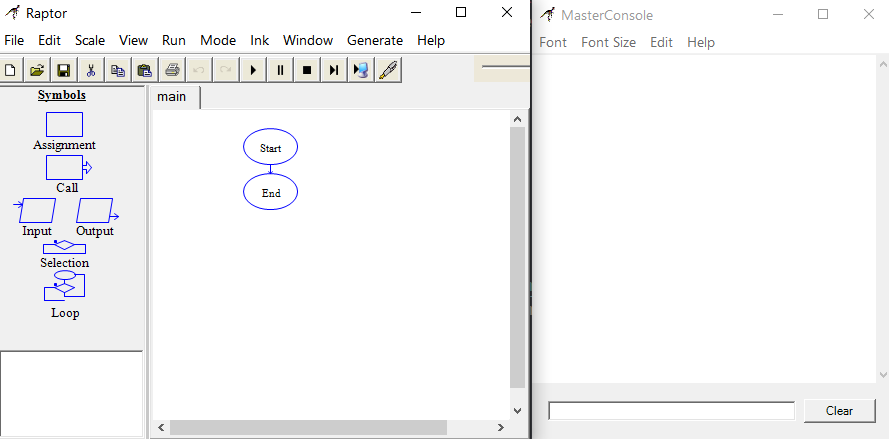 Raptor
File Edit Scale View Run Mode Ink Window Generate Help
Symbols
Assignment
Call
Input Output
Selection
Loop
main
Start
End
MasterConsole
Font Font Size Edit Help
Clear